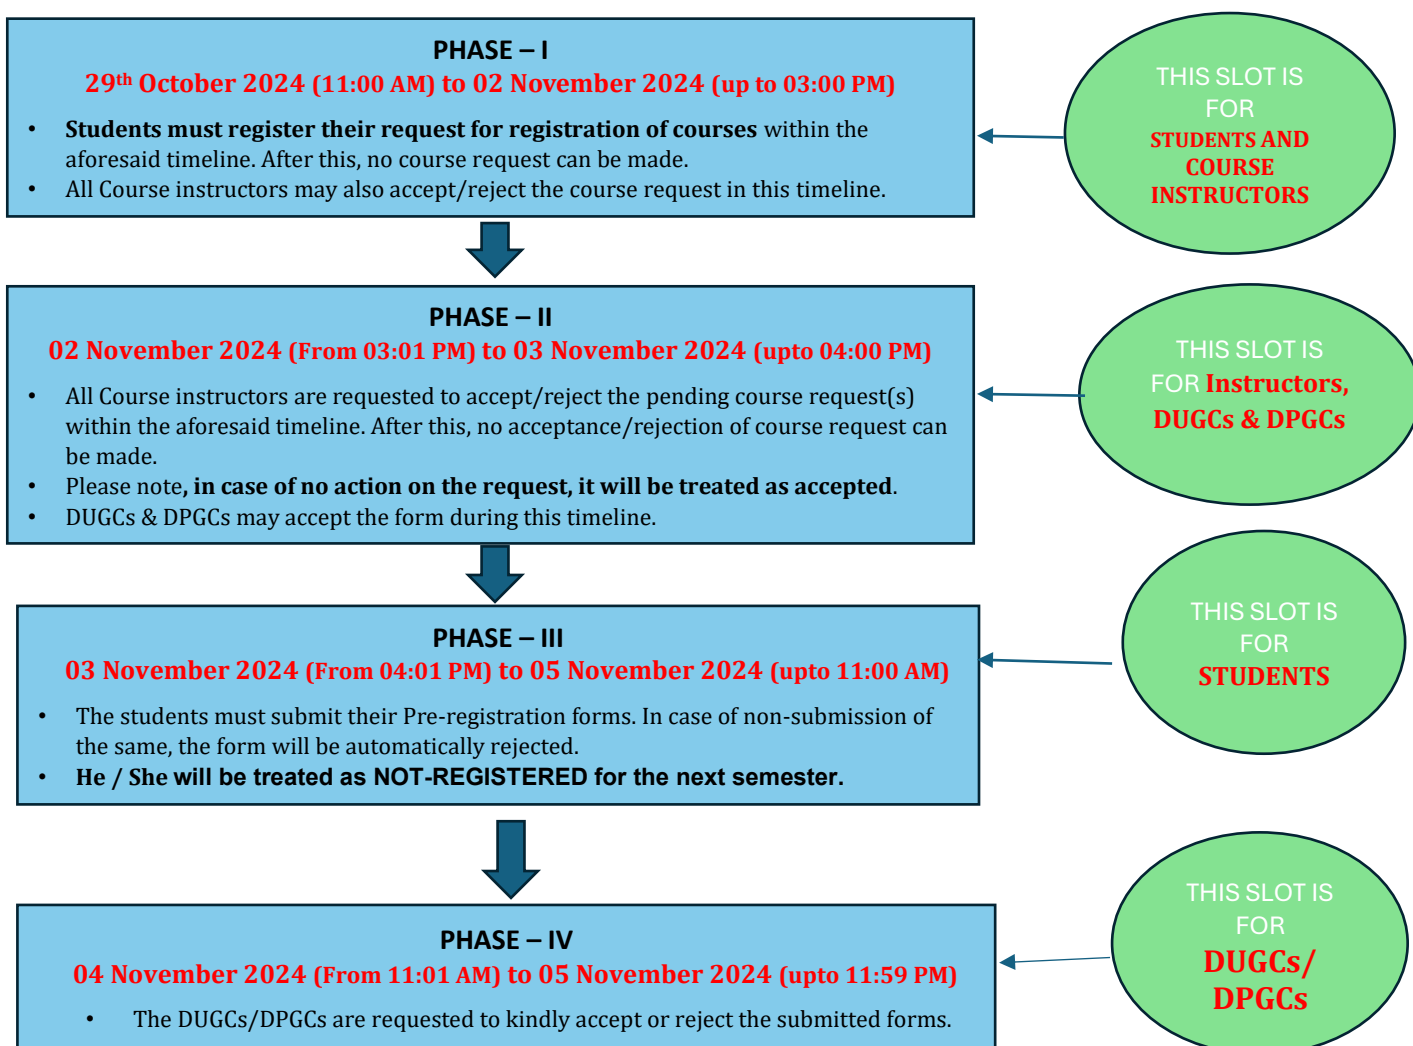 PHASE – I
29th October 2024 (11:00 AM) to 02 November 2024 (up to 03:00 PM)
• Students must register their request for registration of courses within the
aforesaid timeline. After this, no course request can be made.
• All Course instructors may also accept/reject the course request in this timeline.
THIS SLOT IS
FOR
STUDENTS AND
COURSE
INSTRUCTORS
PHASE – II
02 November 2024 (From 03:01 PM) to 03 November 2024 (upto 04:00 PM)
• All Course instructors are requested to accept/reject the pending course request(s)
within the aforesaid timeline. After this, no acceptance/rejection of course request can
be made.
• Please note, in case of no action on the request, it will be treated as accepted.
• DUGCs & DPGCs may accept the form during this timeline.
THIS SLOT IS
FOR Instructors,
DUGCs & DPGCs
PHASE – III
03 November 2024 (From 04:01 PM) to 05 November 2024 (upto 11:00 AM)
• The students must submit their Pre-registration forms. In case of non-submission of
the same, the form will be automatically rejected.
• He / She will be treated as NOT-REGISTERED for the next semester.
THIS SLOT IS
FOR
STUDENTS
PHASE – IV
04 November 2024 (From 11:01 AM) to 05 November 2024 (upto 11:59 PM)
• The DUGCs/DPGCs are requested to kindly accept or reject the submitted forms.
THIS SLOT IS
FOR
DUGCs/
DPGCs